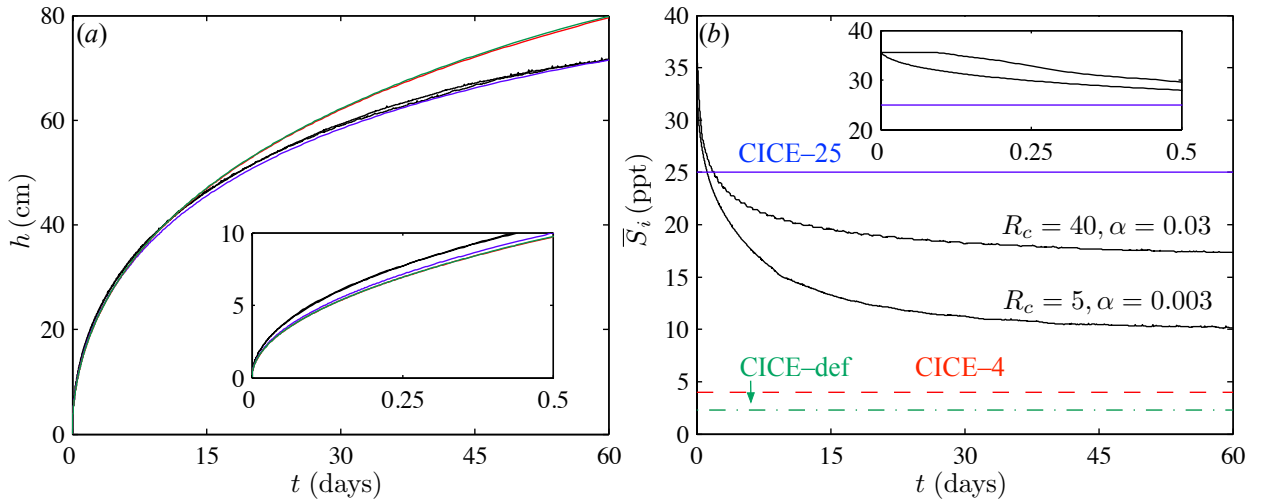 (a)
h (cm)
80
60
40
20
0
0 15 30 45 60
t (days)
10
5
0
0 0.25 0.5
(b)
S̅i (ppt)
40
35
30
25
20
15
10
5
0
0 15 30 45 60
t (days)
40
30
20
0 0.25 0.5
CICE–25
Rc = 40, α = 0.03
Rc = 5, α = 0.003
CICE–def
CICE–4